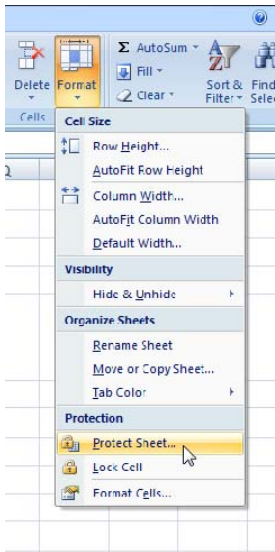 Delete
Format
Σ AutoSum
Fill
Clear
Sort &
Filter
Find
Sele
Cells
Q
Cell Size
Row Height...
AutoFit Row Height
Column Width...
AutoFit Column Width
Default Width...
Visibility
Hide & Unhide
Organize Sheets
Rename Sheet
Move or Copy Sheet...
Tab Color
Protection
Protect Sheet...
Lock Cell
Format Cells...